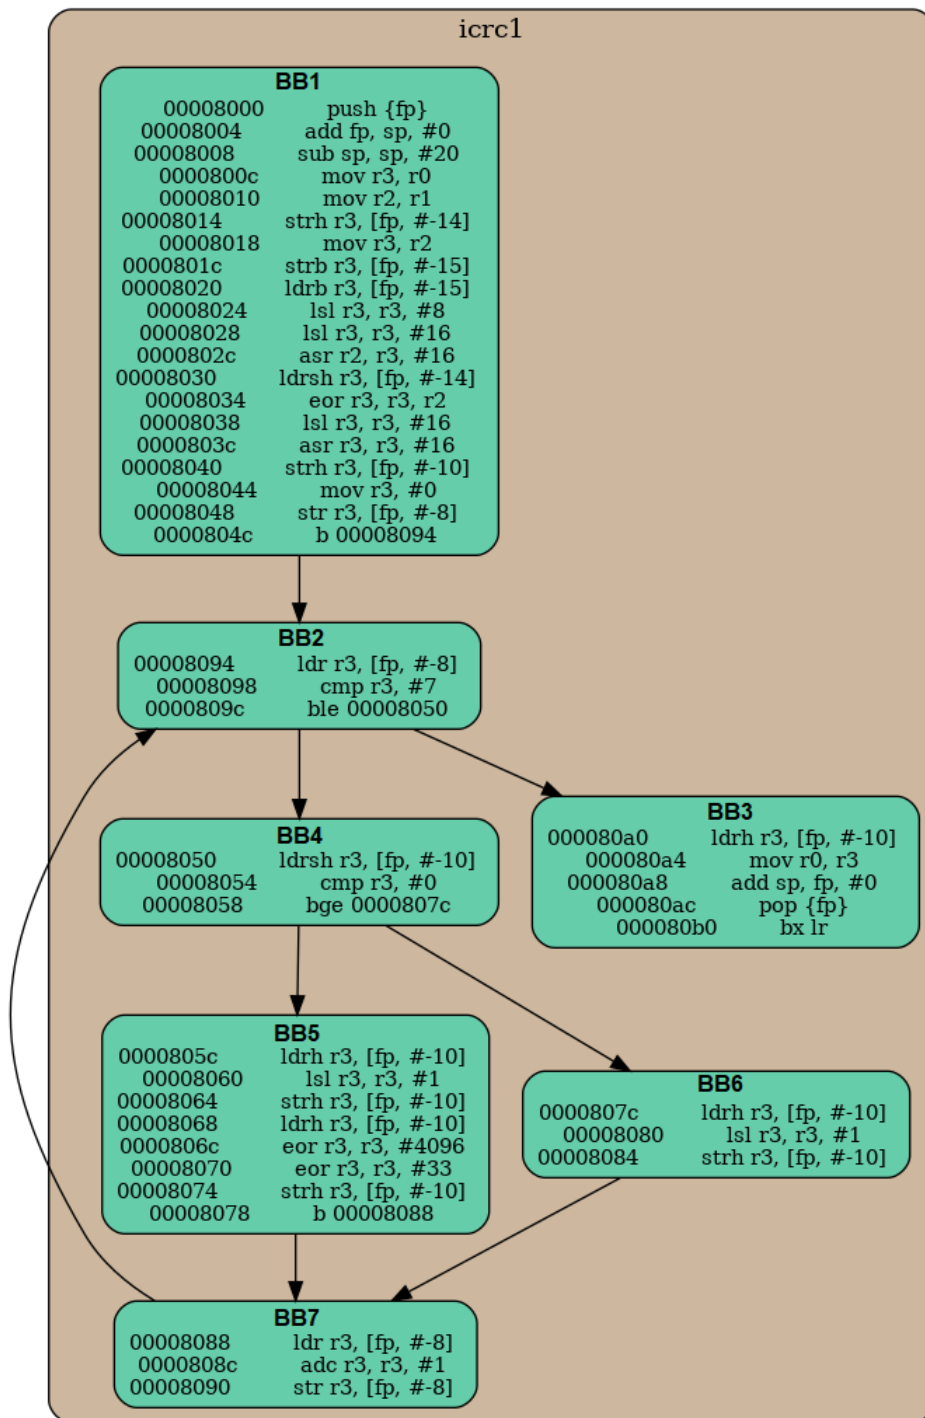 icrc1
BB1
00008000 push {fp}
00008004 add fp, sp, #0
00008008 sub sp, sp, #20
0000800c mov r3, r0
00008010 mov r2, r1
00008014 strh r3, [fp, #-14]
00008018 mov r3, r2
0000801c strb r3, [fp, #-15]
00008020 ldrb r3, [fp, #-15]
00008024 lsl r3, r3, #8
00008028 lsl r3, r3, #16
0000802c asr r2, r3, #16
00008030 ldrsh r3, [fp, #-14]
00008034 eor r3, r3, r2
00008038 lsl r3, r3, #16
0000803c asr r3, r3, #16
00008040 strh r3, [fp, #-10]
00008044 mov r3, #0
00008048 str r3, [fp, #-8]
0000804c b 00008094
BB2
00008094 ldr r3, [fp, #-8]
00008098 cmp r3, #7
0000809c ble 00008050
BB3
000080a0 ldrh r3, [fp, #-10]
000080a4 mov r0, r3
000080a8 add sp, fp, #0
000080ac pop {fp}
000080b0 bx lr
BB4
00008050 ldrsh r3, [fp, #-10]
00008054 cmp r3, #0
00008058 bge 0000807c
BB5
0000805c ldrh r3, [fp, #-10]
00008060 lsl r3, r3, #1
00008064 strh r3, [fp, #-10]
00008068 ldrh r3, [fp, #-10]
0000806c eor r3, r3, #4096
00008070 eor r3, r3, #33
00008074 strh r3, [fp, #-10]
00008078 b 00008088
BB6
0000807c ldrh r3, [fp, #-10]
00008080 lsl r3, r3, #1
00008084 strh r3, [fp, #-10]
BB7
00008088 ldr r3, [fp, #-8]
0000808c adc r3, r3, #1
00008090 str r3, [fp, #-8]